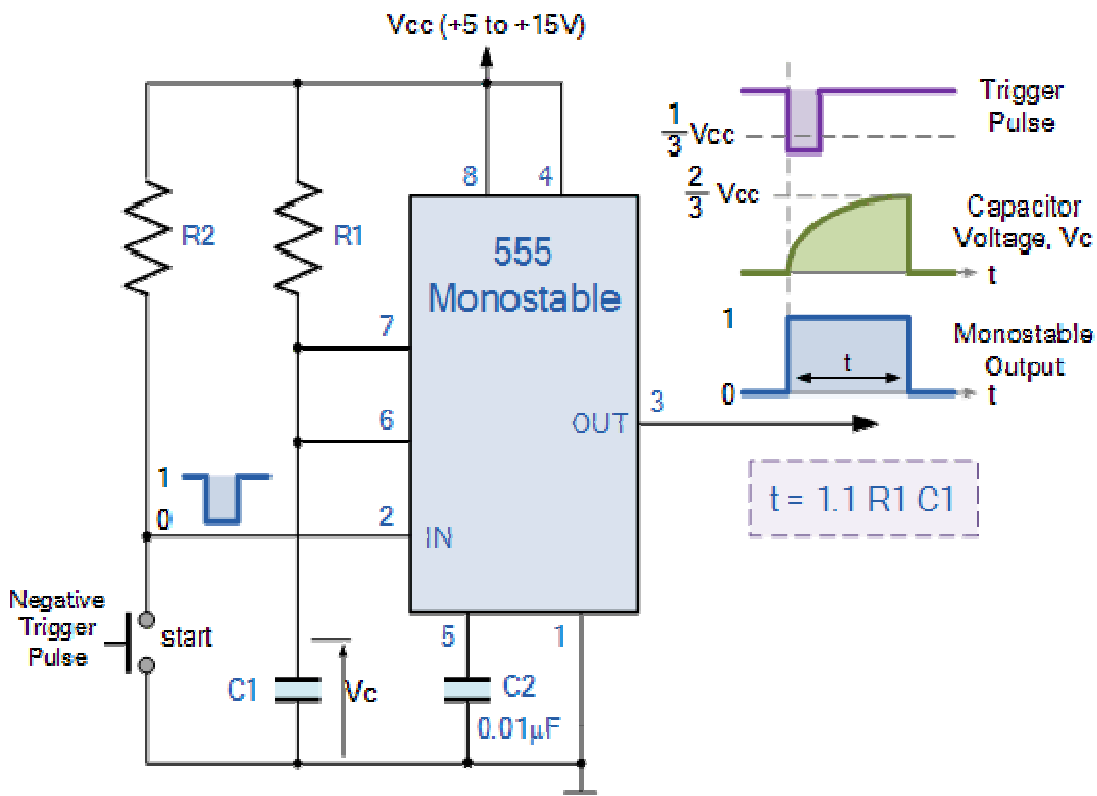 Vcc (+5 to +15V)
R2
R1
8
4
555
Monostable
7
6
2
IN
OUT
3
5
1
1
0
Negative
Trigger
Pulse
start
C1
Vc
C2
0.01µF
1/3 Vcc
Trigger
Pulse
2/3 Vcc
Capacitor
Voltage, Vc
t
1
0
t
Monostable
Output
t
t = 1.1 R1 C1